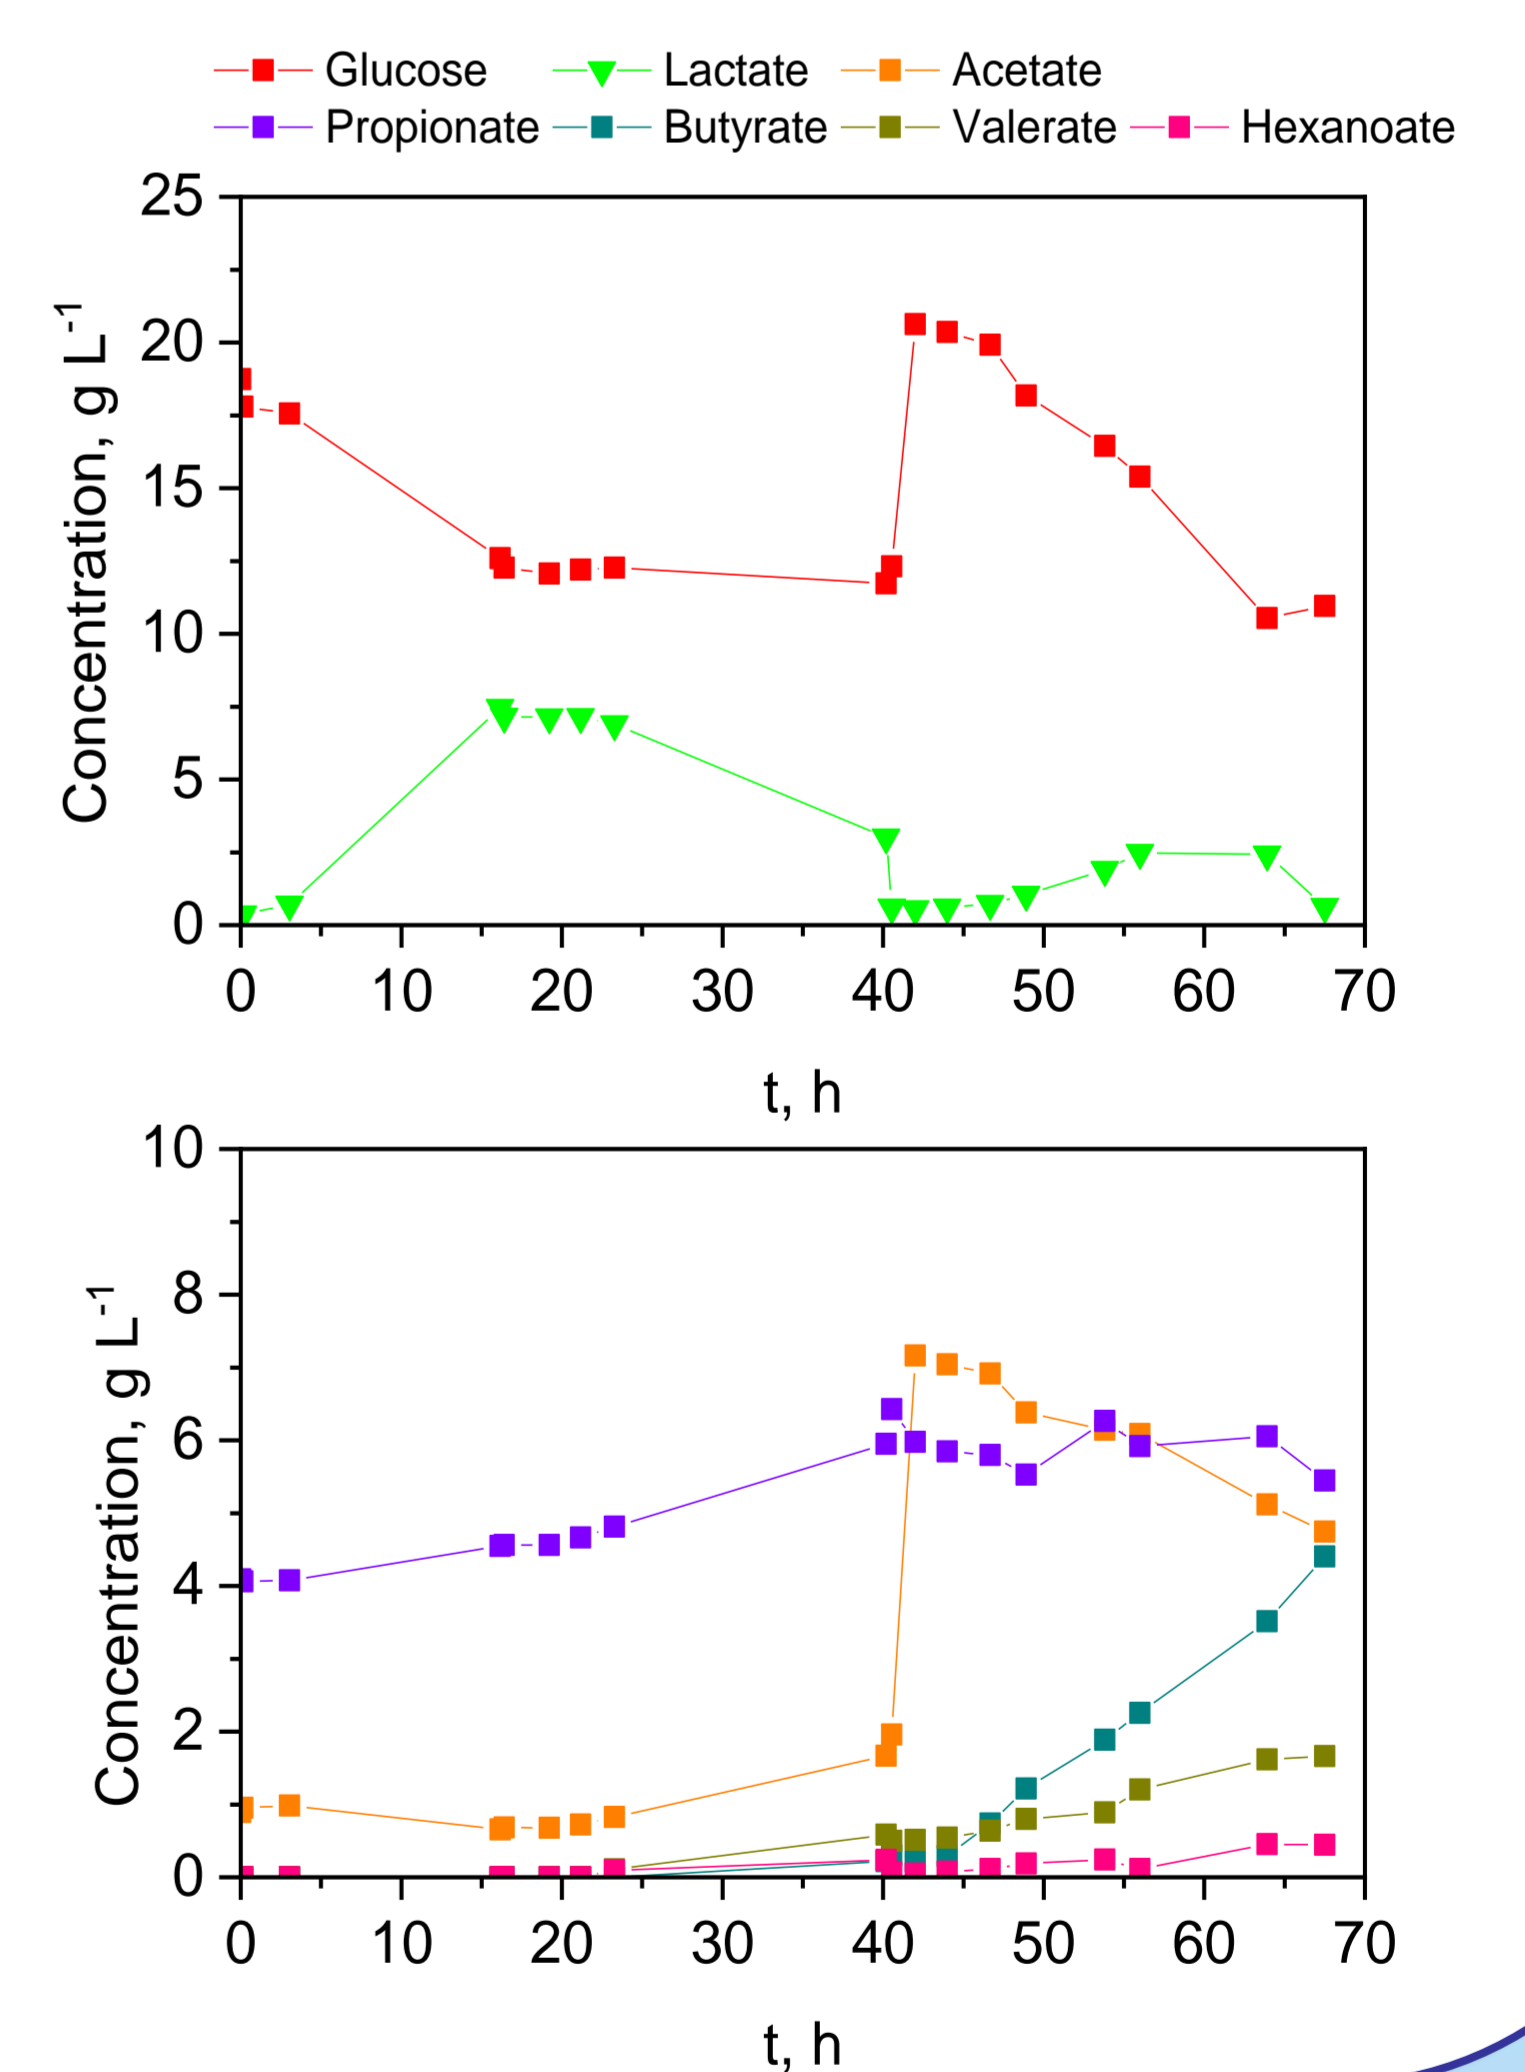 Glucose Lactate Acetate
Propionate Butyrate Valerate Hexanoate
25
20
15
10
5
0
Concentration, g L-1
0 10 20 30 40 50 60 70
t, h
10
8
6
4
2
0
Concentration, g L-1
0 10 20 30 40 50 60 70
t, h